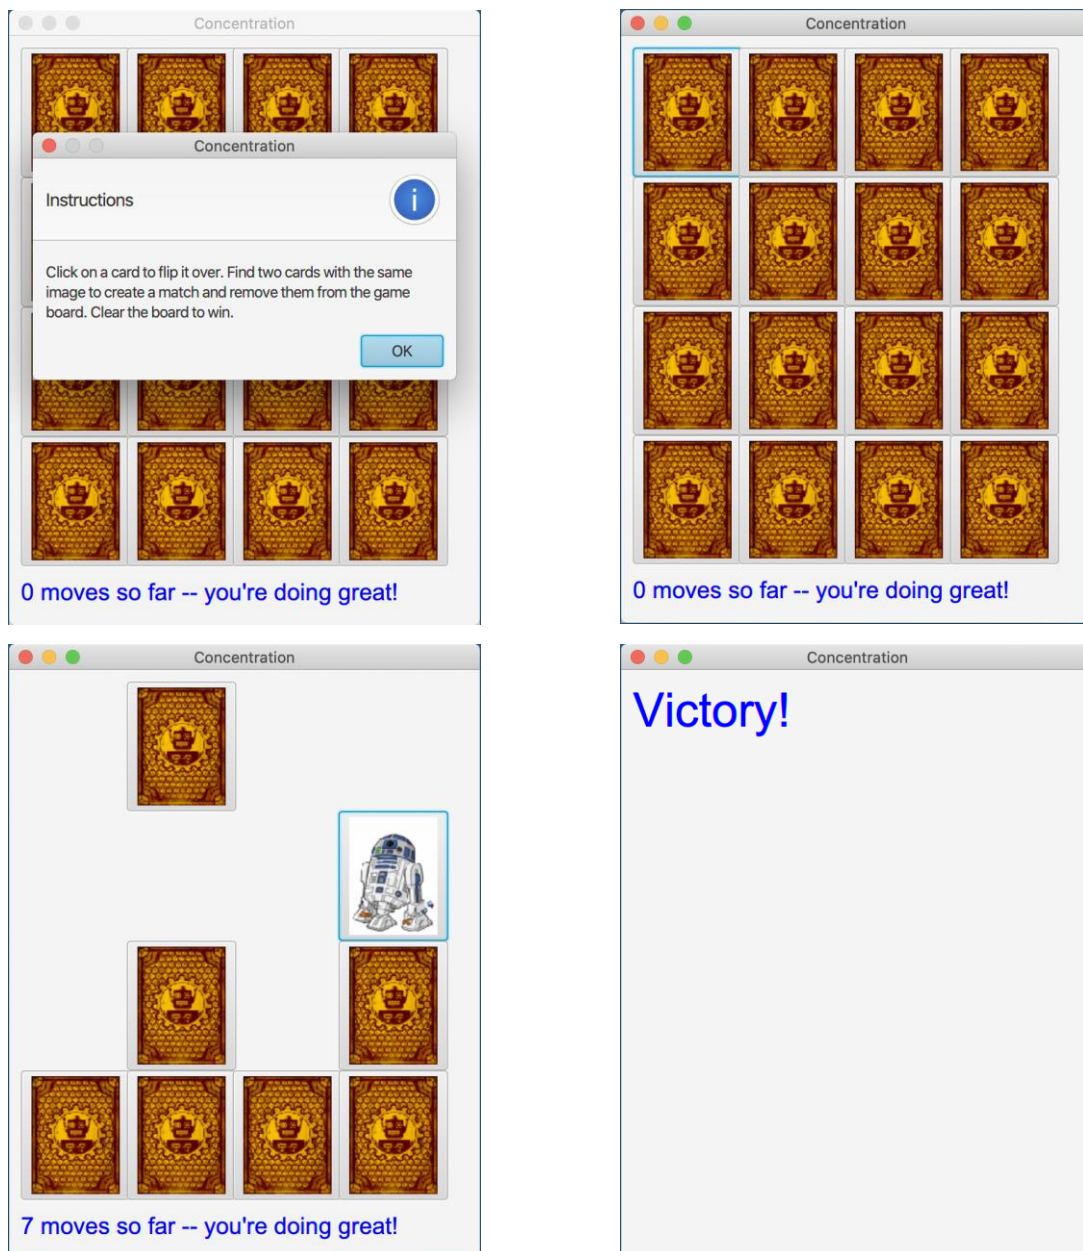 Concentration
Concentration
Instructions
i
Click on a card to flip it over. Find two cards with the same
image to create a match and remove them from the game
board. Clear the board to win.
OK
0 moves so far -- you're doing great!
Concentration
0 moves so far -- you're doing great!
Concentration
7 moves so far -- you're doing great!
Concentration
Victory!